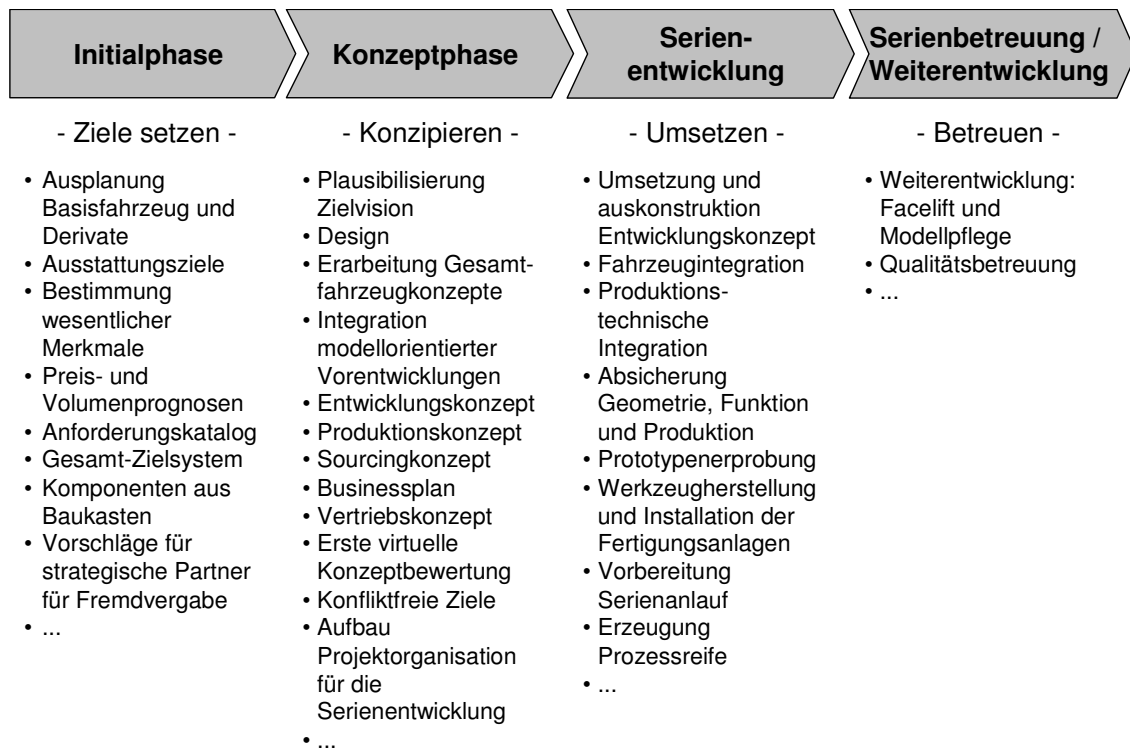 Initialphase
Konzeptphase
Serien-
entwicklung
Serienbetreuung /
Weiterentwicklung
- Ziele setzen -
• Ausplanung
Basisfahrzeug und
Derivate
• Ausstattungsziele
• Bestimmung
wesentlicher
Merkmale
• Preis- und
Volumenprognosen
• Anforderungskatalog
• Gesamt-Zielsystem
• Komponenten aus
Baukasten
• Vorschläge für
strategische Partner
für Fremdvergabe
• ...
- Konzipieren -
• Plausibilisierung
Zielvision
• Design
• Erarbeitung Gesamt-
fahrzeugkonzepte
• Integration
modellorientierter
Vorentwicklungen
• Entwicklungskonzept
• Produktionskonzept
• Sourcingkonzept
• Businessplan
• Vertriebskonzept
• Erste virtuelle
Konzeptbewertung
• Konfliktfreie Ziele
• Aufbau
Projektorganisation
für die
Serienentwicklung
• ...
- Umsetzen -
• Umsetzung und
auskonstruktion
Entwicklungskonzept
• Fahrzeugintegration
• Produktions-
technische
Integration
• Absicherung
Geometrie, Funktion
und Produktion
• Prototypenerprobung
• Werkzeugherstellung
und Installation der
Fertigungsanlagen
• Vorbereitung
Serienanlauf
• Erzeugung
Prozessreife
• ...
- Betreuen -
• Weiterentwicklung:
Facelift und
Modellpflege
• Qualitätsbetreuung
• ...